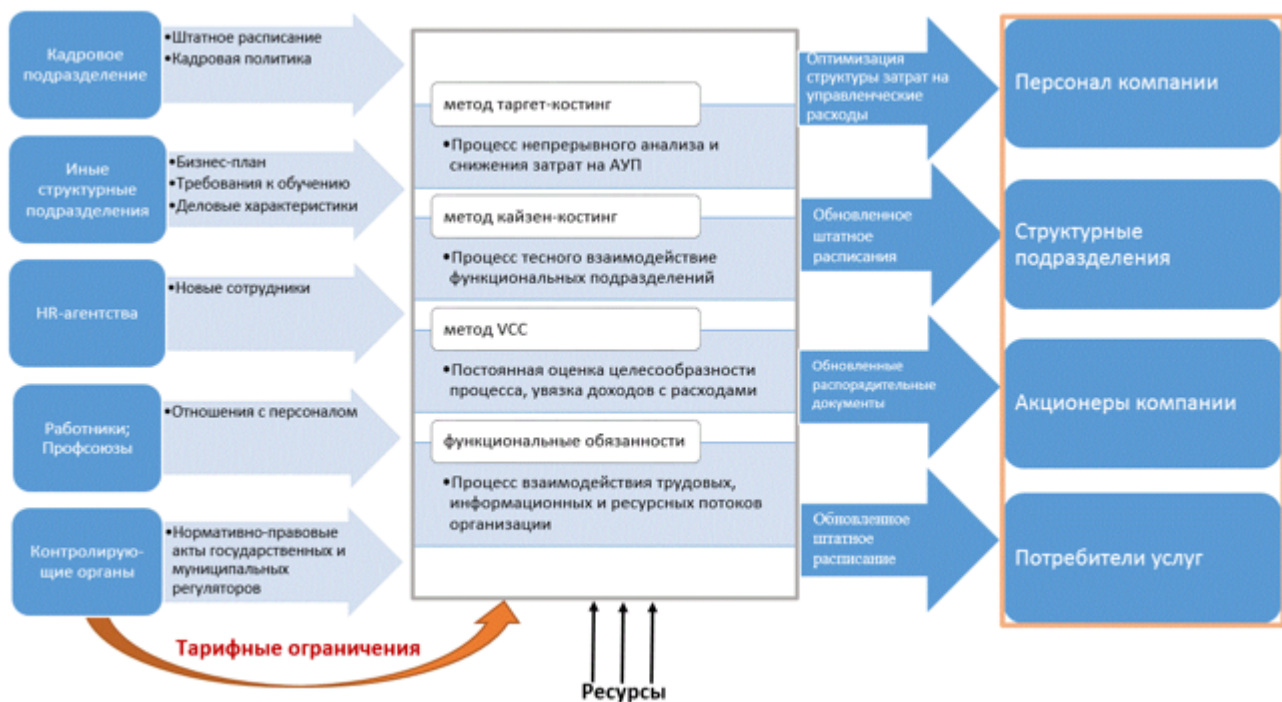 Кадровое
подразделение
•Штатное расписание
•Кадровая политика
Иные
структурные
подразделения
•Бизнес-план
•Требования к обучению
•Деловые характеристики
HR-агентства
•Новые сотрудники
Работники;
Профсоюзы
•Отношения с персоналом
Контролирую-
щие органы
•Нормативно-правовые
акты государственных и
муниципальных
регуляторов
Тарифные ограничения
метод таргет-костинг
•Процесс непрерывного анализа и
снижения затрат на АУП
метод кайзен-костинг
•Процесс тесного взаимодействие
функциональных подразделений
метод VCC
•Постоянная оценка целесообразности
процесса, увязка доходов с расходами
функциональные обязанности
•Процесс взаимодействия трудовых,
информационных и ресурсных потоков
организации
Ресурсы
Оптимизация
структуры затрат на
управленческие
расходы
Обновленное
штатное
расписания
Обновленные
распорядительные
документы
Обновленное
штатное
расписание
Персонал компании
Структурные
подразделения
Акционеры компании
Потребители услуг